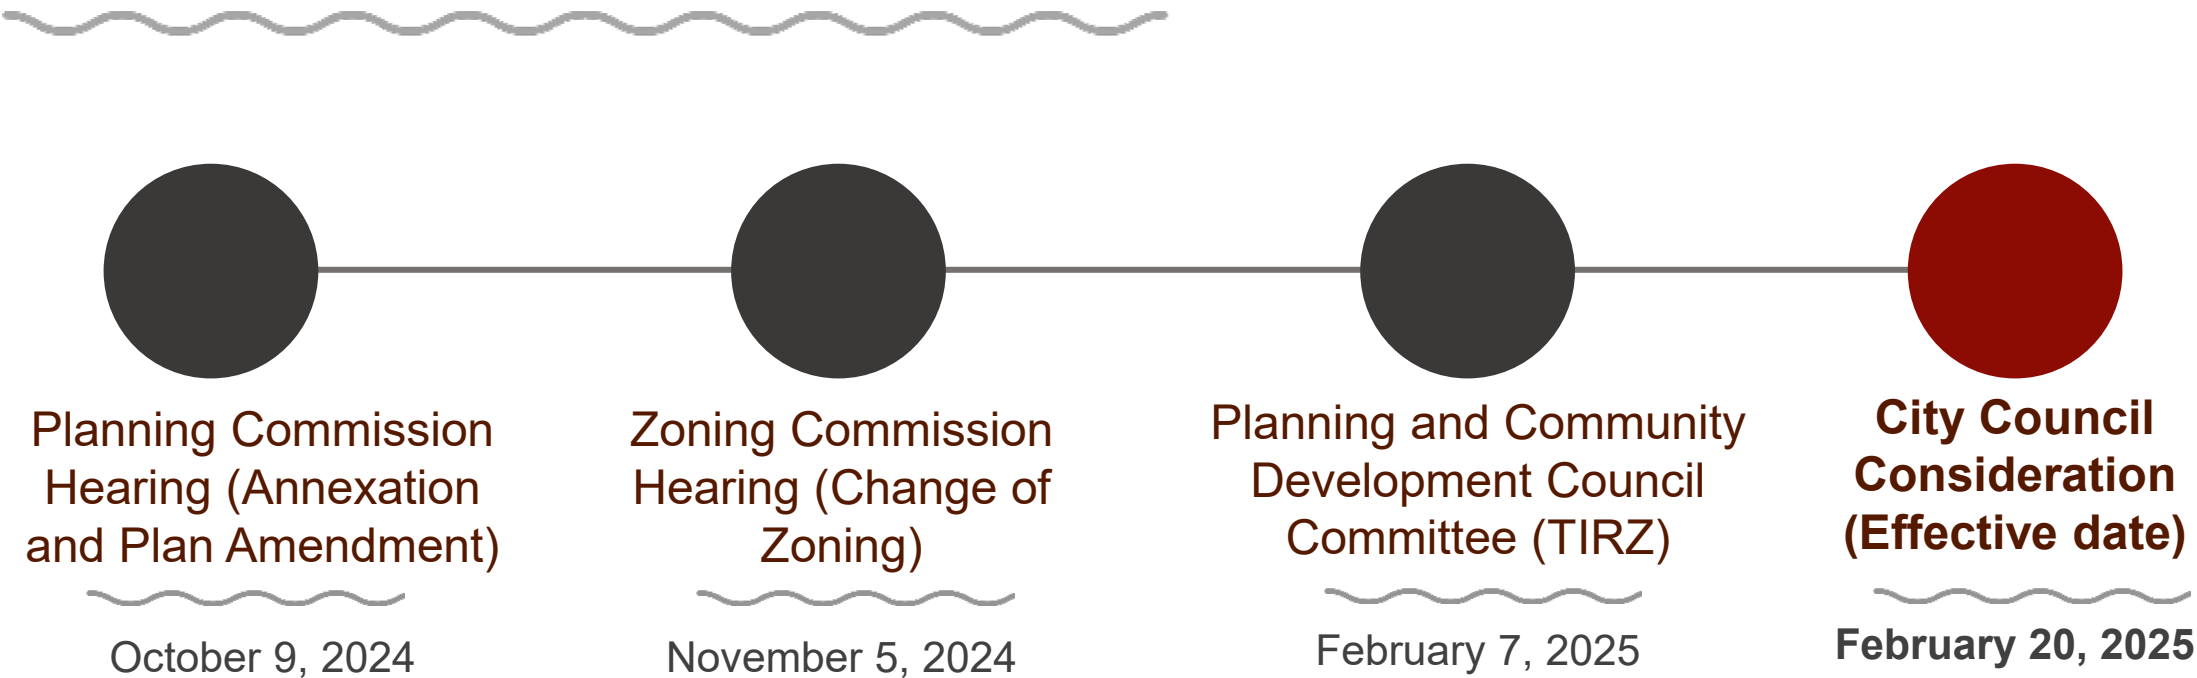 Planning Commission
Hearing (Annexation
and Plan Amendment)
October 9, 2024
Zoning Commission
Hearing (Change of
Zoning)
November 5, 2024
Planning and Community
Development Council
Committee (TIRZ)
February 7, 2025
City Council
Consideration
(Effective date)
February 20, 2025